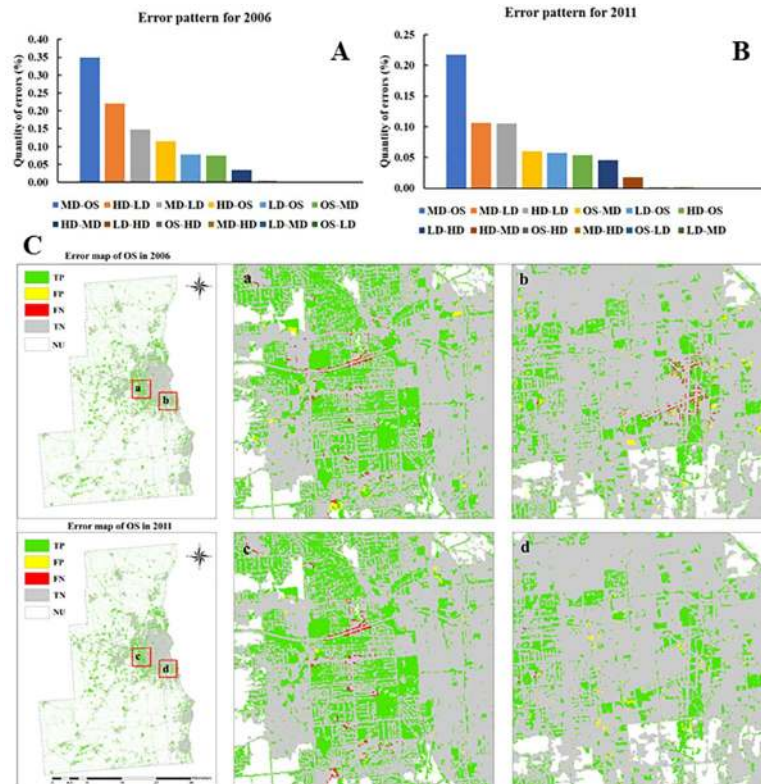 Error pattern for 2006
A
Quantity of errors (%)
0.40
0.35
0.30
0.25
0.20
0.15
0.10
0.05
0.00
MD-OS HD-LD MD-LD HD-OS LD-OS OS-MD
HD-MD LD-HD OS-HD MD-HD LD-MD OS-LD
Error pattern for 2011
B
Quantity of errors (%)
0.25
0.20
0.15
0.10
0.05
0.00
MD-OS MD-LD HD-LD OS-MD LD-OS HD-OS
LD-HD HD-MD OS-HD MD-HD OS-LD LD-MD
C
Error map of OS in 2006
TP
FP
FN
TN
NU
a
b
a
b
Error map of OS in 2011
TP
FP
FN
TN
NU
c
d
c
d